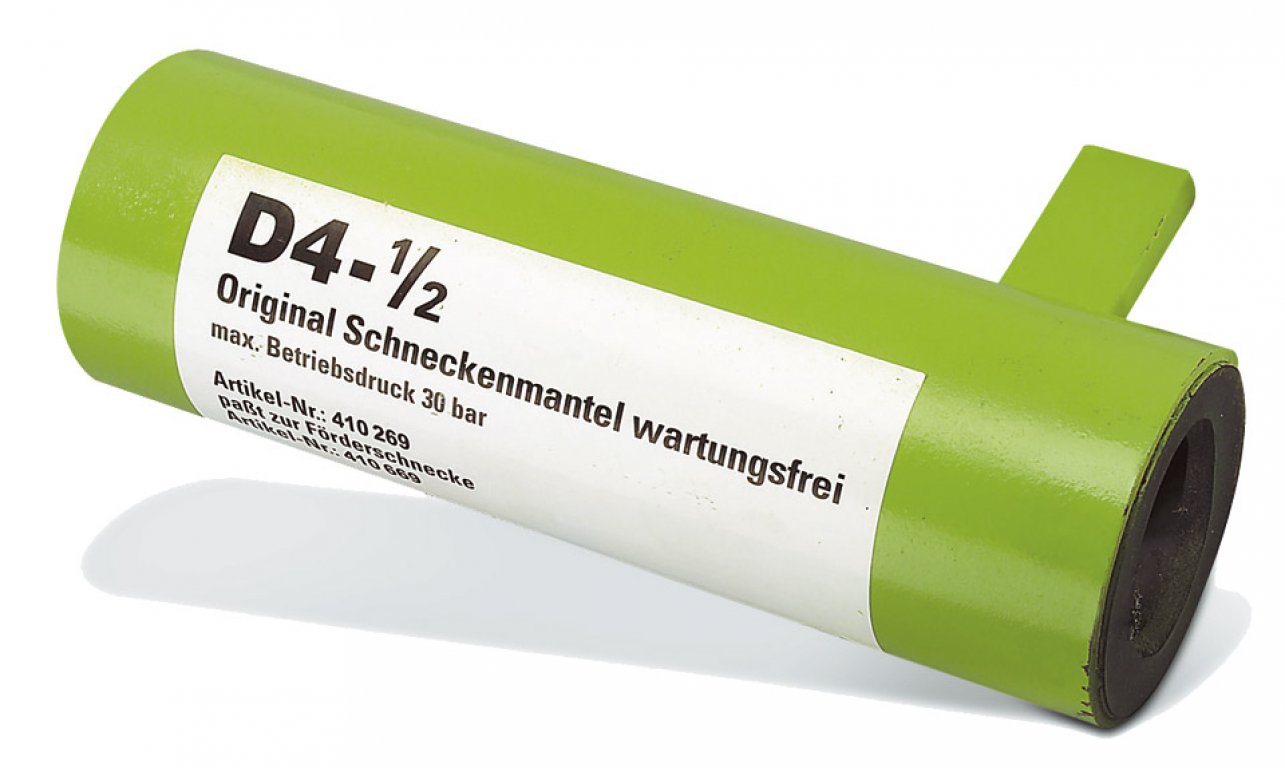 D4-½
Original Schneckenmantel wartungsfrei
max. Betriebsdruck 30 bar
Artikel-Nr.: 410 269
paßt zur Förderschnecke
Artikel-Nr.: 410 669